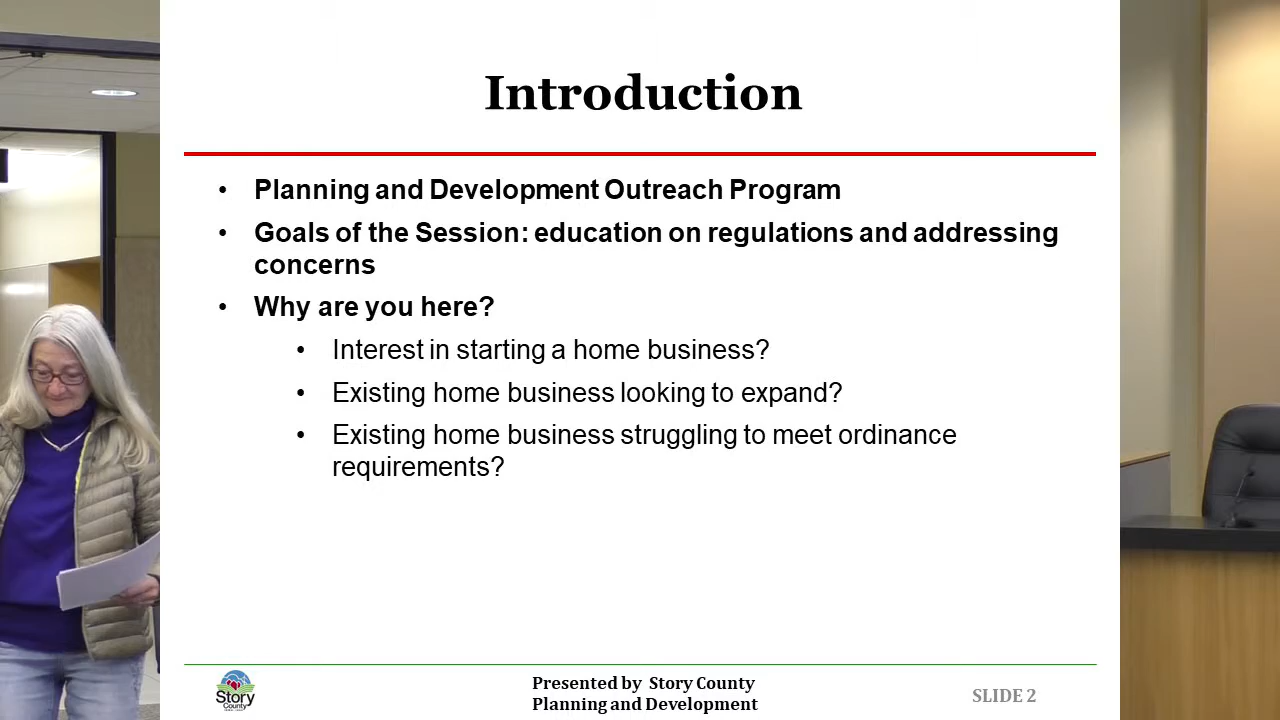 Introduction
• Planning and Development Outreach Program
• Goals of the Session: education on regulations and addressing
concerns
• Why are you here?
• Interest in starting a home business?
• Existing home business looking to expand?
• Existing home business struggling to meet ordinance
requirements?
Story
County
Presented by Story County
Planning and Development
SLIDE 2